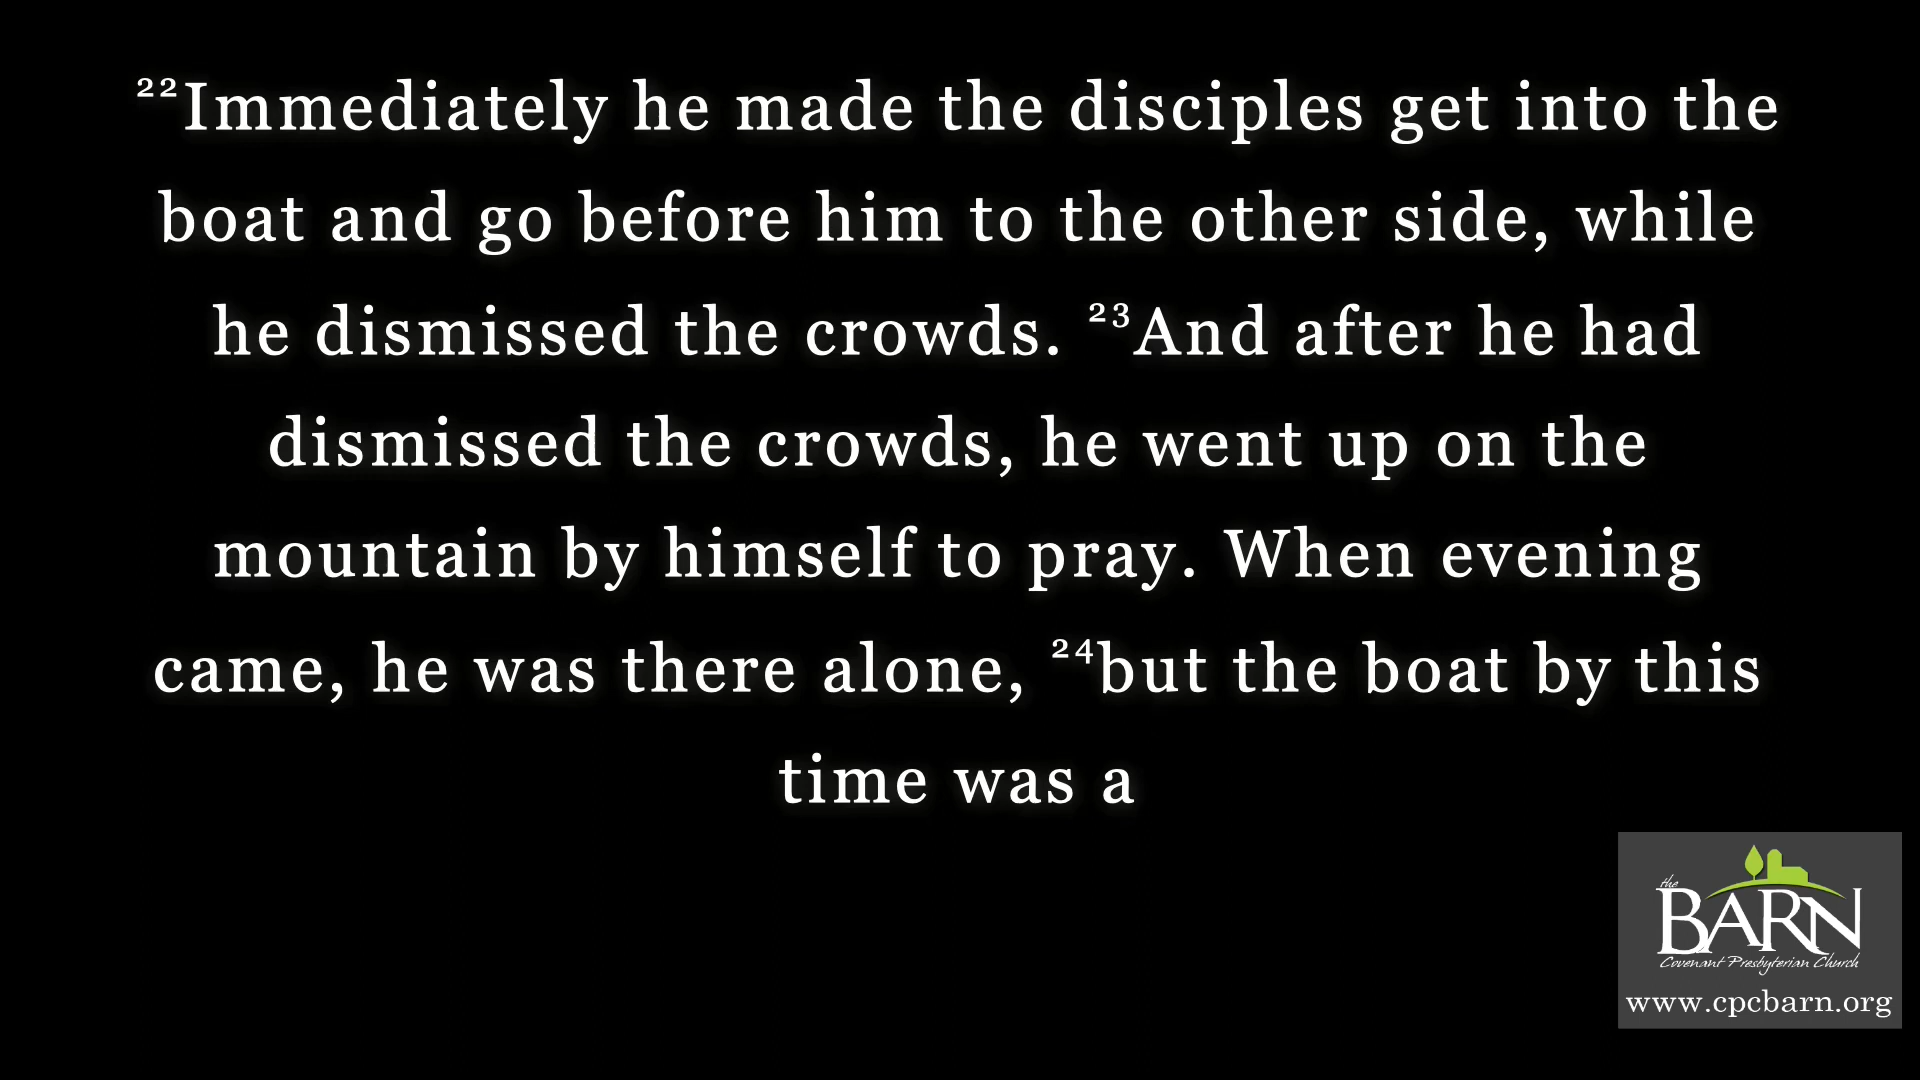 ²²Immediately he made the disciples get into the
boat and go before him to the other side, while
he dismissed the crowds. ²³And after he had
dismissed the crowds, he went up on the
mountain by himself to pray. When evening
came, he was there alone, ²⁴but the boat by this
time was a
the
BARN
Covenant Presbyterian Church
www.cpcbarn.org